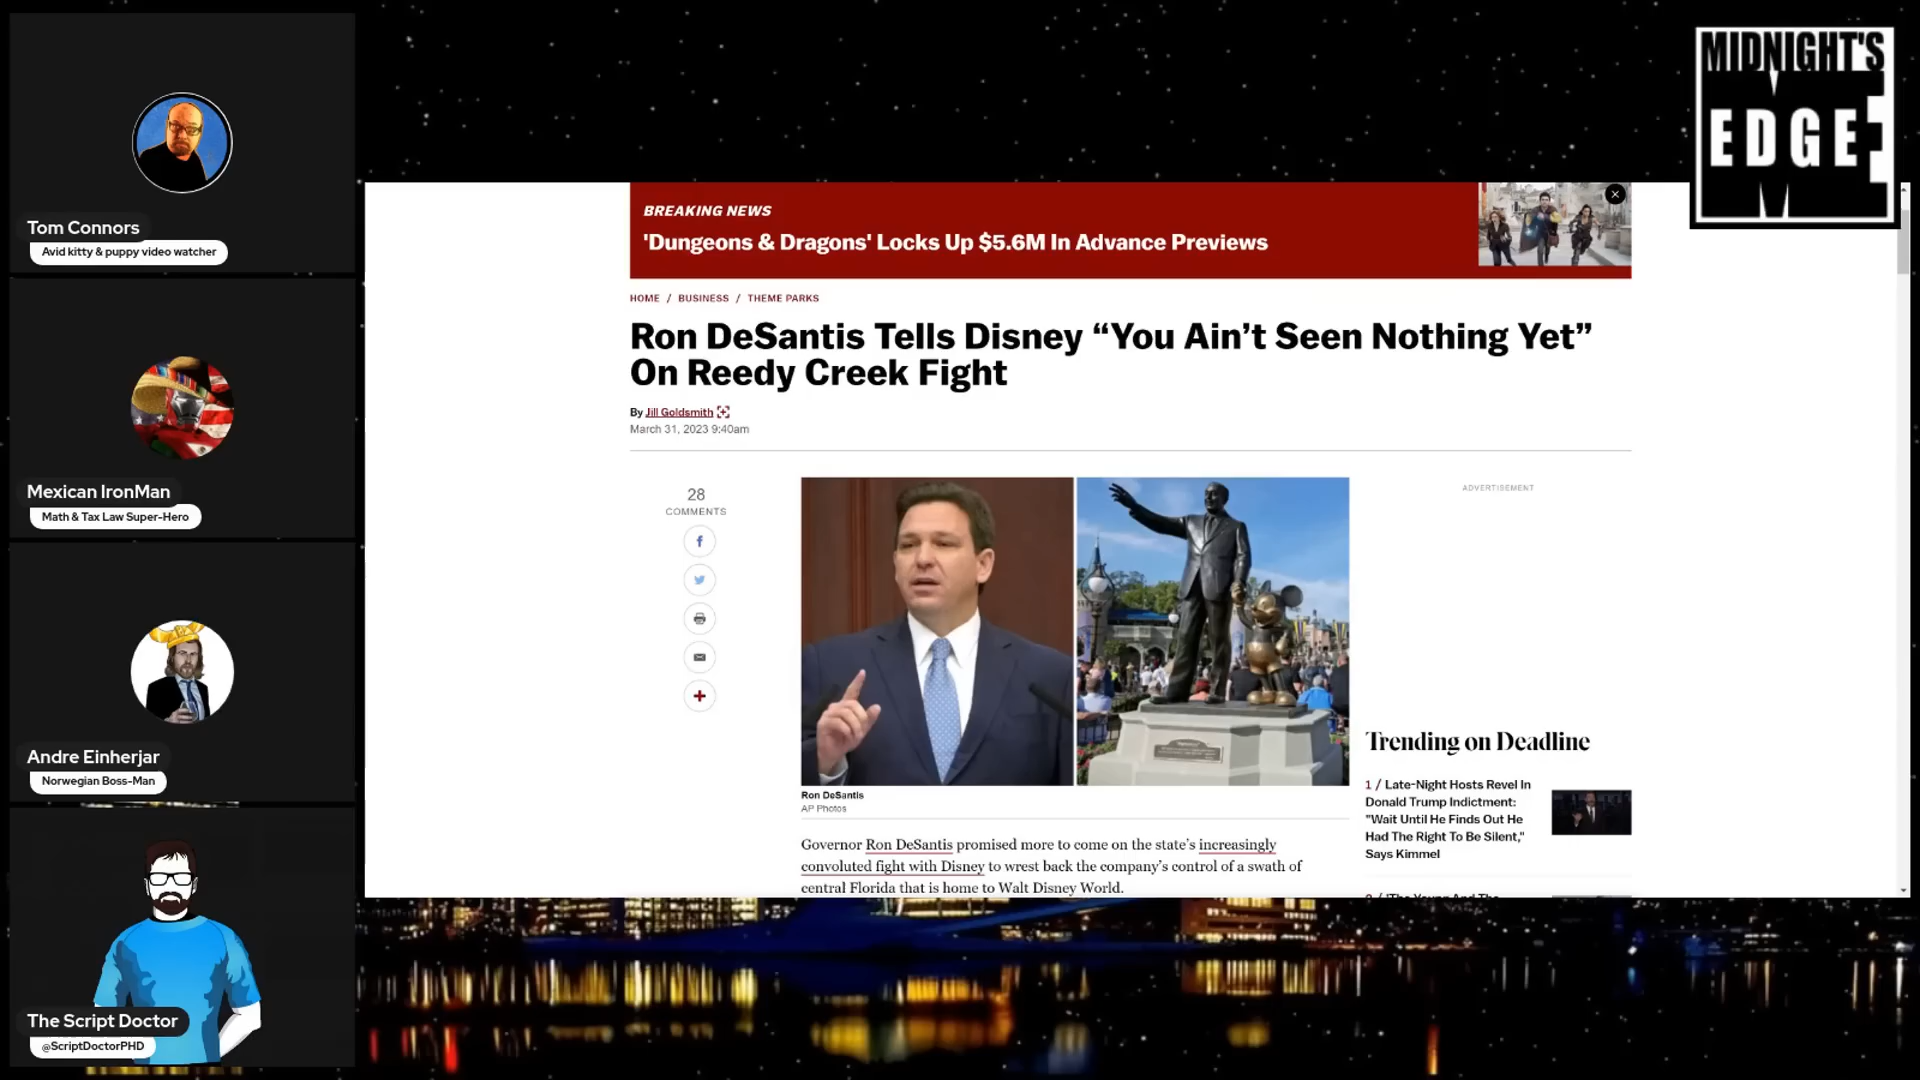 MIDNIGHT'S
EDGE
Tom Connors
Avid kitty & puppy video watcher
Mexican IronMan
Math & Tax Law Super-Hero
Andre Einherjar
Norwegian Boss-Man
The Script Doctor
@ScriptDoctorPHD
BREAKING NEWS
'Dungeons & Dragons' Locks Up $5.6M In Advance Previews
HOME / BUSINESS / THEME PARKS
Ron DeSantis Tells Disney “You Ain’t Seen Nothing Yet”
On Reedy Creek Fight
By Jill Goldsmith
March 31, 2023 9:40am
28
COMMENTS
ADVERTISEMENT
Ron DeSantis
AP Photos
Governor Ron DeSantis promised more to come on the state’s increasingly
convoluted fight with Disney to wrest back the company’s control of a swath of
central Florida that is home to Walt Disney World.
Trending on Deadline
1 / Late-Night Hosts Revel In
Donald Trump Indictment:
"Wait Until He Finds Out He
Had The Right To Be Silent,"
Says Kimmel